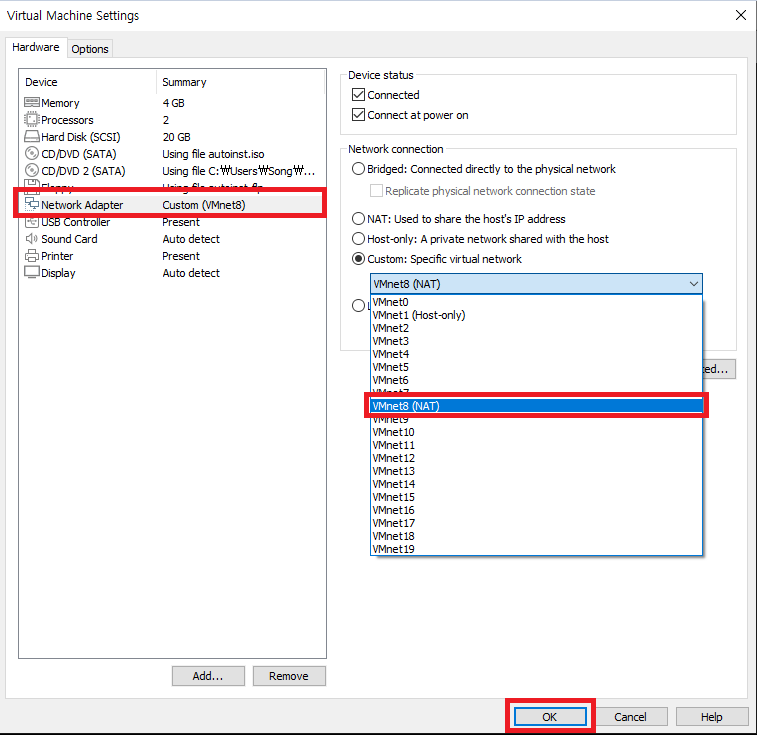 Virtual Machine Settings
Hardware Options
Device Summary
Memory 4 GB
Processors 2
Hard Disk (SCSI) 20 GB
CD/DVD (SATA) Using file autoinst.iso
CD/DVD 2 (SATA) Using file C:₩Users₩Song₩...
Floppy Using file autoinst.flp
Network Adapter Custom (VMnet8)
USB Controller Present
Sound Card Auto detect
Printer Present
Display Auto detect
Add... Remove
Device status
Connected
Connect at power on
Network connection
Bridged: Connected directly to the physical network
Replicate physical network connection state
NAT: Used to share the host's IP address
Host-only: A private network shared with the host
Custom: Specific virtual network
VMnet8 (NAT)
VMnet0
VMnet1 (Host-only)
VMnet2
VMnet3
VMnet4
VMnet5
VMnet6
VMnet7
VMnet8 (NAT)
VMnet9
VMnet10
VMnet11
VMnet12
VMnet13
VMnet14
VMnet15
VMnet16
VMnet17
VMnet18
VMnet19
OK Cancel Help